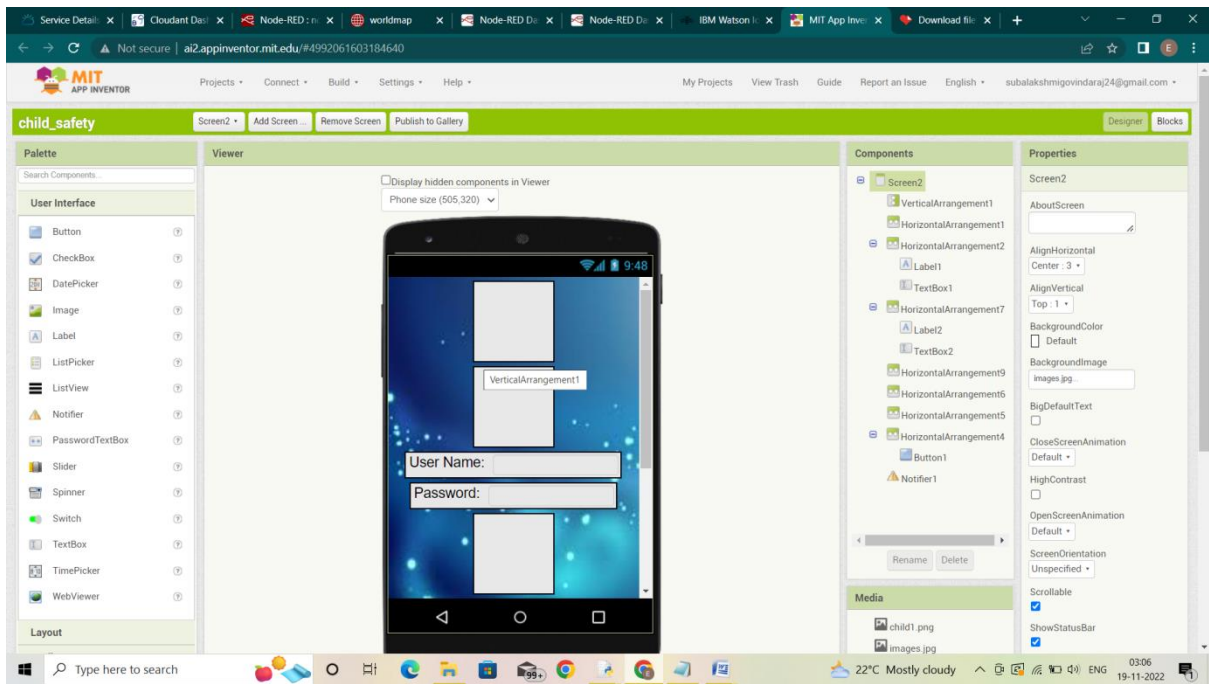 Service Details
Cloudant Das
Node-RED : n
worldmap
Node-RED Da
Node-RED Da
IBM Watson Io
MIT App Inven
Download file
Not secure | ai2.appinventor.mit.edu/#4992061603184640
E
MIT
APP INVENTOR
Projects
Connect
Build
Settings
Help
My Projects
View Trash
Guide
Report an Issue
English
subalakshmigovindaraj24@gmail.com
child_safety
Screen2
Add Screen ...
Remove Screen
Publish to Gallery
Designer
Blocks
Palette
Search Components...
User Interface
Button
CheckBox
DatePicker
Image
Label
ListPicker
ListView
Notifier
PasswordTextBox
Slider
Spinner
Switch
TextBox
TimePicker
WebViewer
Layout
Viewer
Display hidden components in Viewer
Phone size (505,320)
9:48
VerticalArrangement1
User Name:
Password:
Components
Screen2
VerticalArrangement1
HorizontalArrangement1
HorizontalArrangement2
Label1
TextBox1
HorizontalArrangement7
Label2
TextBox2
HorizontalArrangement9
HorizontalArrangement6
HorizontalArrangement5
HorizontalArrangement4
Button1
Notifier1
Rename
Delete
Media
child1.png
images.jpg
Properties
Screen2
AboutScreen
AlignHorizontal
Center : 3
AlignVertical
Top : 1
BackgroundColor
Default
BackgroundImage
images.jpg...
BigDefaultText
CloseScreenAnimation
Default
HighContrast
OpenScreenAnimation
Default
ScreenOrientation
Unspecified
Scrollable
ShowStatusBar
Type here to search
99+
22°C Mostly cloudy
ENG
03:06
19-11-2022
1